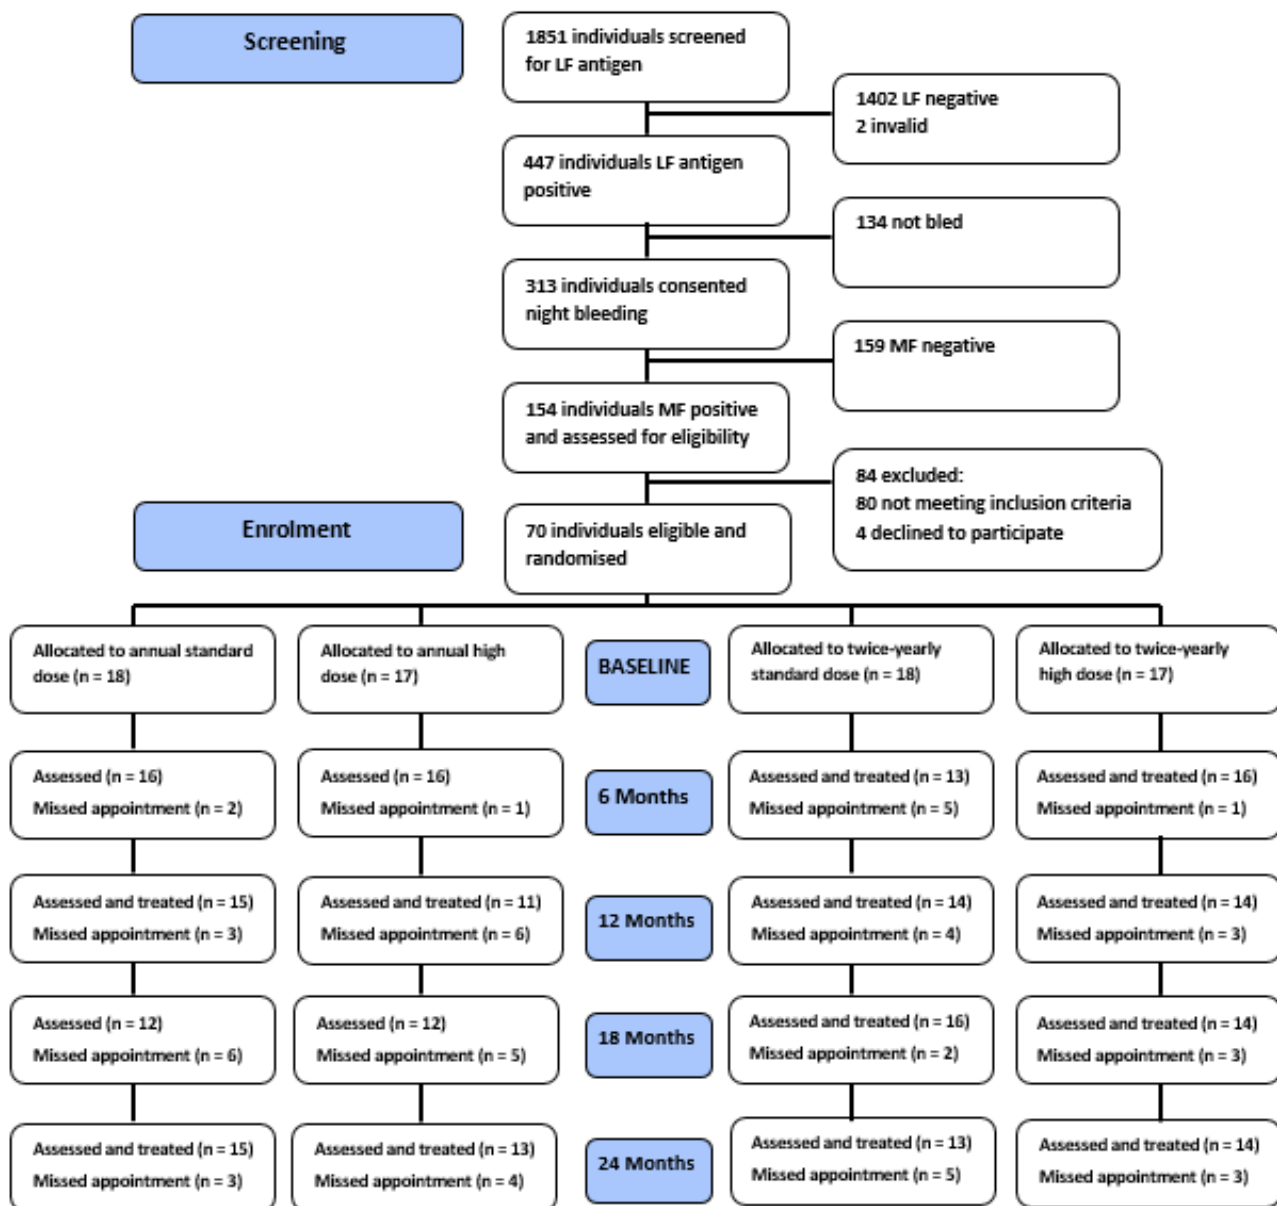 Screening
1851 individuals screened
for LF antigen
1402 LF negative
2 invalid
447 individuals LF antigen
positive
134 not bled
313 individuals consented
night bleeding
159 MF negative
154 individuals MF positive
and assessed for eligibility
84 excluded:
80 not meeting inclusion criteria
4 declined to participate
Enrolment
70 individuals eligible and
randomised
Allocated to annual standard
dose (n = 18)
Allocated to annual high
dose (n = 17)
BASELINE
Allocated to twice-yearly
standard dose (n = 18)
Allocated to twice-yearly
high dose (n = 17)
Assessed (n = 16)
Missed appointment (n = 2)
Assessed (n = 16)
Missed appointment (n = 1)
6 Months
Assessed and treated (n = 13)
Missed appointment (n = 5)
Assessed and treated (n = 16)
Missed appointment (n = 1)
Assessed and treated (n = 15)
Missed appointment (n = 3)
Assessed and treated (n = 11)
Missed appointment (n = 6)
12 Months
Assessed and treated (n = 14)
Missed appointment (n = 4)
Assessed and treated (n = 14)
Missed appointment (n = 3)
Assessed (n = 12)
Missed appointment (n = 6)
Assessed (n = 12)
Missed appointment (n = 5)
18 Months
Assessed and treated (n = 16)
Missed appointment (n = 2)
Assessed and treated (n = 14)
Missed appointment (n = 3)
Assessed and treated (n = 15)
Missed appointment (n = 3)
Assessed and treated (n = 13)
Missed appointment (n = 4)
24 Months
Assessed and treated (n = 13)
Missed appointment (n = 5)
Assessed and treated (n = 14)
Missed appointment (n = 3)